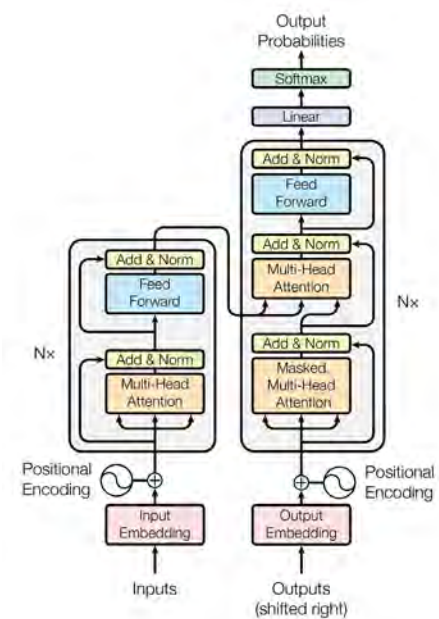 Output
Probabilities
Softmax
Linear
Add & Norm
Feed
Forward
Add & Norm
Multi-Head
Attention
Add & Norm
Masked
Multi-Head
Attention
Nx
Add & Norm
Feed
Forward
Add & Norm
Multi-Head
Attention
Nx
Positional
Encoding
Positional
Encoding
Input
Embedding
Output
Embedding
Inputs
Outputs
(shifted right)